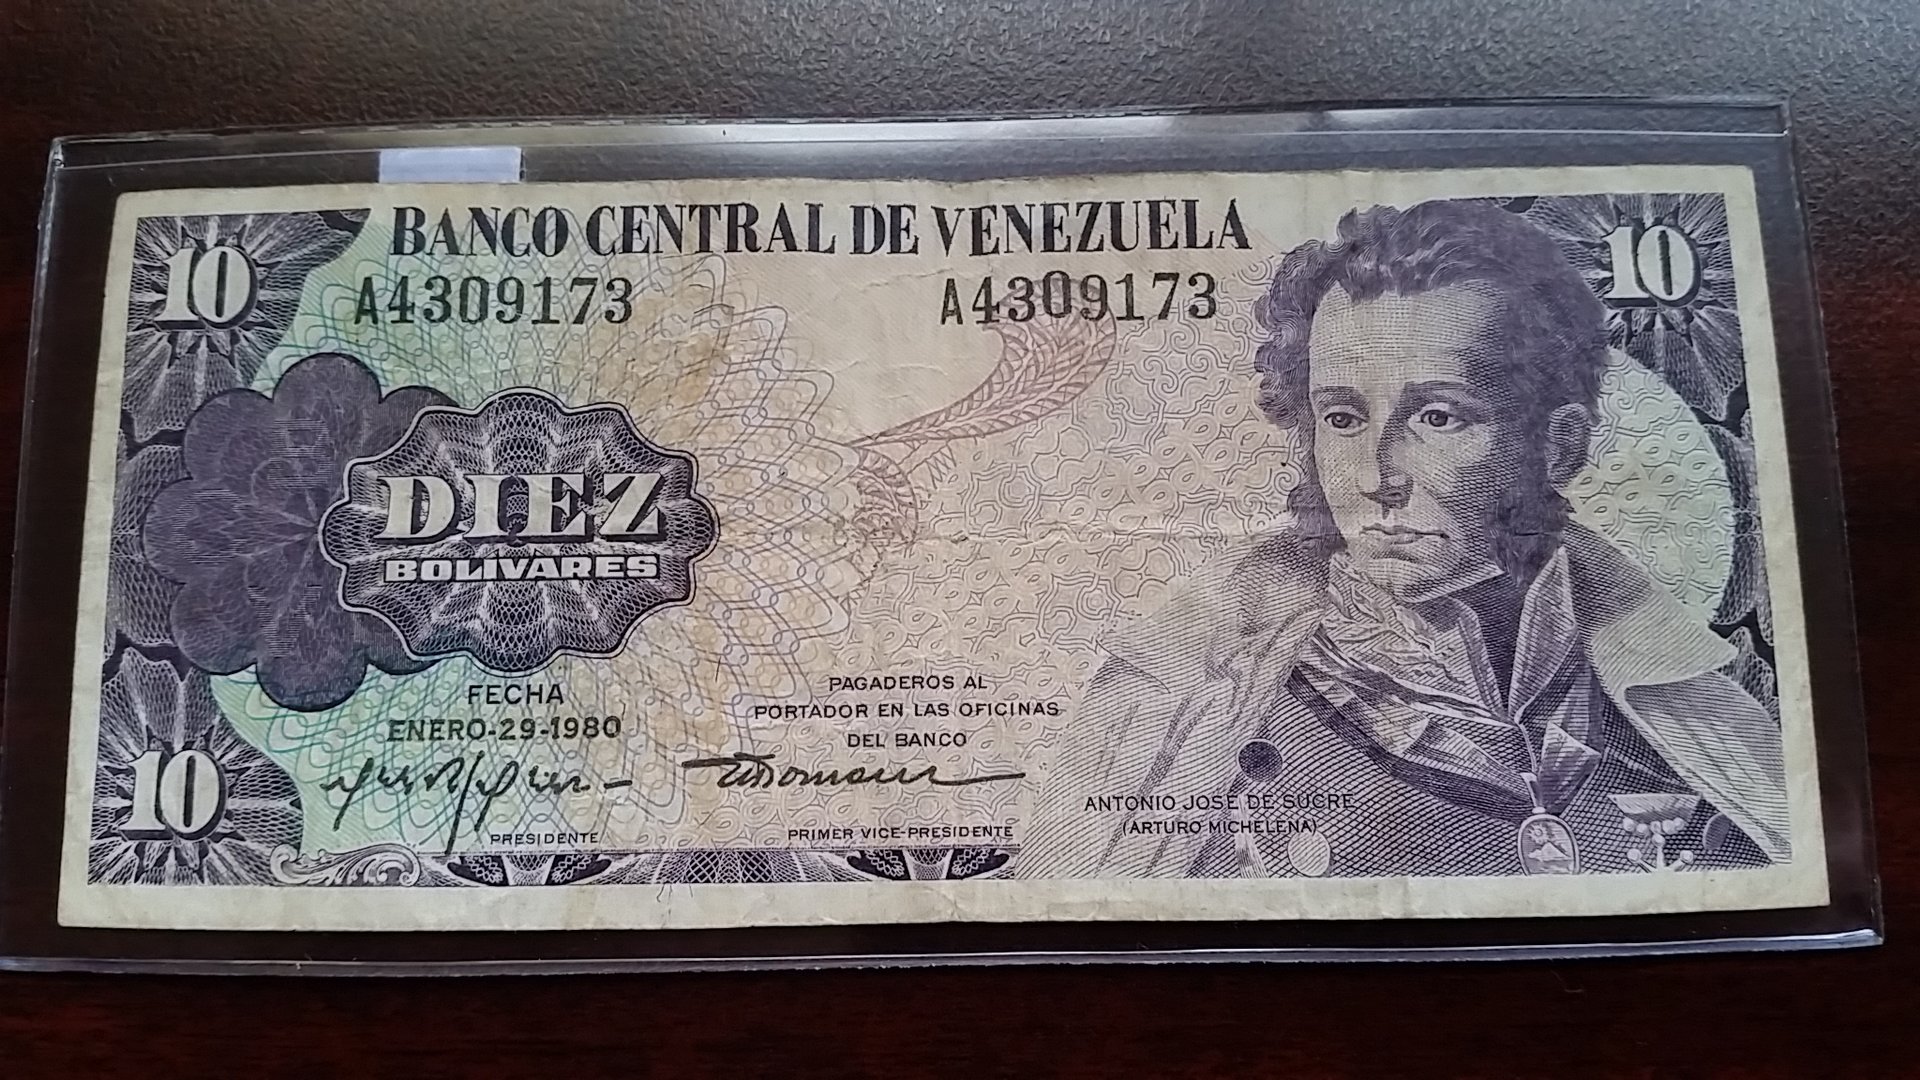 BANCO CENTRAL DE VENEZUELA
10
10
A4309173
A4309173
DIEZ
BOLIVARES
FECHA
ENERO-29-1980
PAGADEROS AL
PORTADOR EN LAS OFICINAS
DEL BANCO
10
PRESIDENTE
PRIMER VICE-PRESIDENTE
ANTONIO JOSE DE SUCRE
(ARTURO MICHELENA)